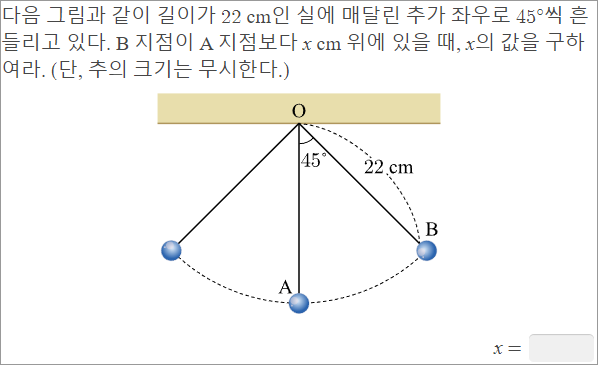 다음 그림과 같이 길이가 22 cm인 실에 매달린 추가 좌우로 45°씩 흔
들리고 있다. B 지점이 A 지점보다 x cm 위에 있을 때, x의 값을 구하
여라. (단, 추의 크기는 무시한다.)
O
45°
22 cm
B
A
x =